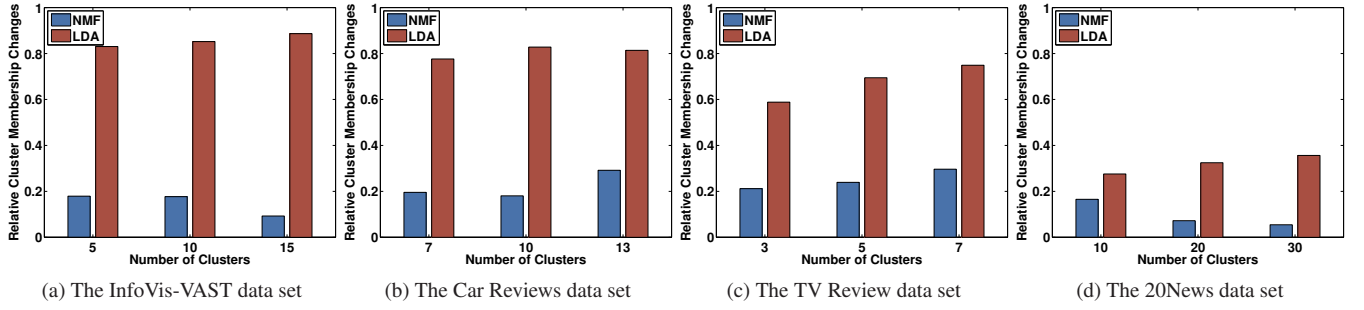 Relative Cluster Membership Changes
1
0.8
0.6
0.4
0.2
0
NMF
LDA
5 10 15
Number of Clusters
(a) The InfoVis-VAST data set
Relative Cluster Membership Changes
1
0.8
0.6
0.4
0.2
0
NMF
LDA
7 10 13
Number of Clusters
(b) The Car Reviews data set
Relative Cluster Membership Changes
1
0.8
0.6
0.4
0.2
0
NMF
LDA
3 5 7
Number of Clusters
(c) The TV Review data set
Relative Cluster Membership Changes
1
0.8
0.6
0.4
0.2
0
NMF
LDA
10 20 30
Number of Clusters
(d) The 20News data set